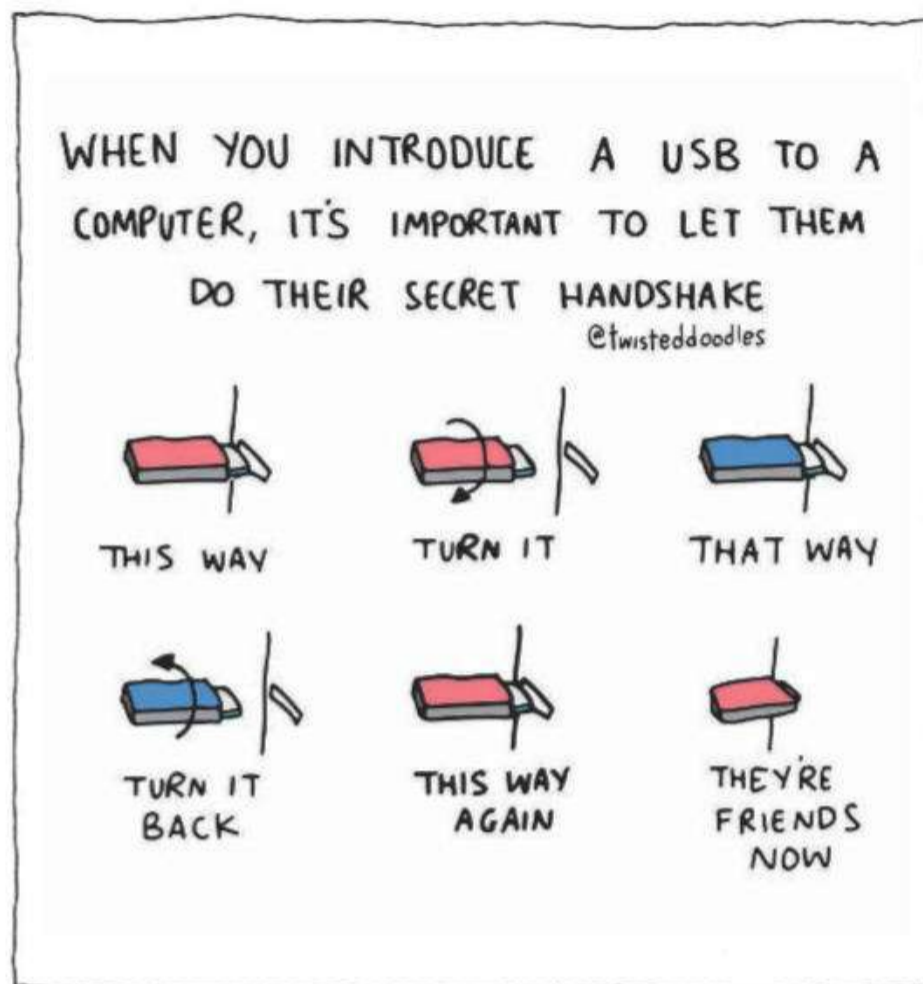 WHEN YOU INTRODUCE A USB TO A
COMPUTER, IT'S IMPORTANT TO LET THEM
DO THEIR SECRET HANDSHAKE
@twisteddoodles
THIS WAY
TURN IT
THAT WAY
TURN IT
BACK
THIS WAY
AGAIN
THEY'RE
FRIENDS
NOW